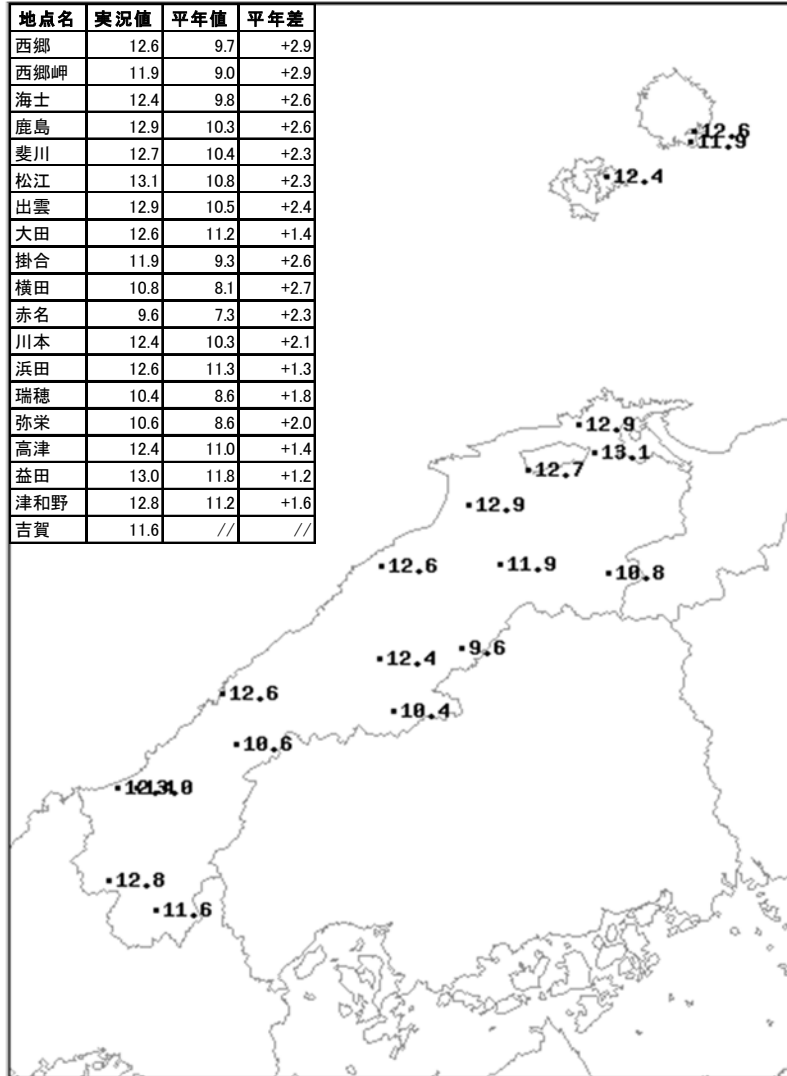 地点名 実況値 平年値 平年差
西郷 12.6 9.7 +2.9
西郷岬 11.9 9.0 +2.9
海士 12.4 9.8 +2.6
鹿島 12.9 10.3 +2.6
斐川 12.7 10.4 +2.3
松江 13.1 10.8 +2.3
出雲 12.9 10.5 +2.4
大田 12.6 11.2 +1.4
掛合 11.9 9.3 +2.6
横田 10.8 8.1 +2.7
赤名 9.6 7.3 +2.3
川本 12.4 10.3 +2.1
浜田 12.6 11.3 +1.3
瑞穂 10.4 8.6 +1.8
弥栄 10.6 8.6 +2.0
高津 12.4 11.0 +1.4
益田 13.0 11.8 +1.2
津和野 12.8 11.2 +1.6
吉賀 11.6 // //
12.6
11.9
12.4
12.9
13.1
12.7
12.9
12.6
11.9
10.8
9.6
12.4
12.6
10.4
10.6
12.8
11.6